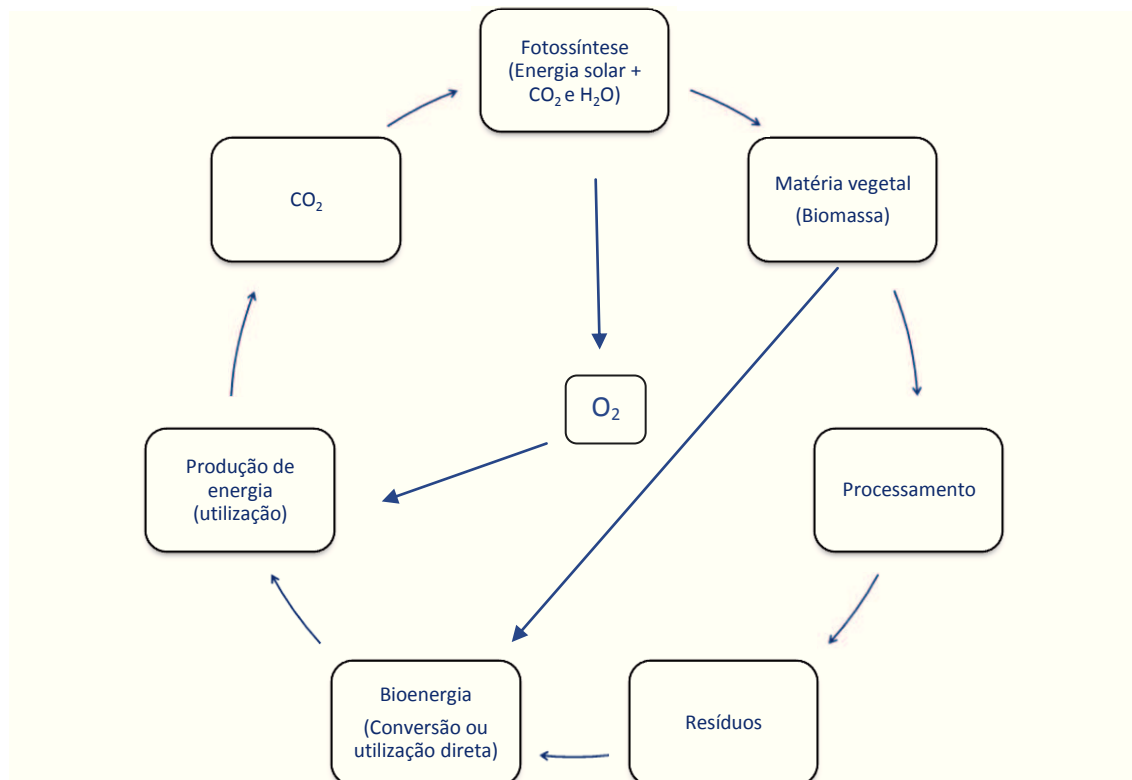 Fotossíntese
(Energia solar +
CO₂ e H₂O)
CO₂
Matéria vegetal
(Biomassa)
O₂
Produção de
energia
(utilização)
Processamento
Bioenergia
(Conversão ou
utilização direta)
Resíduos